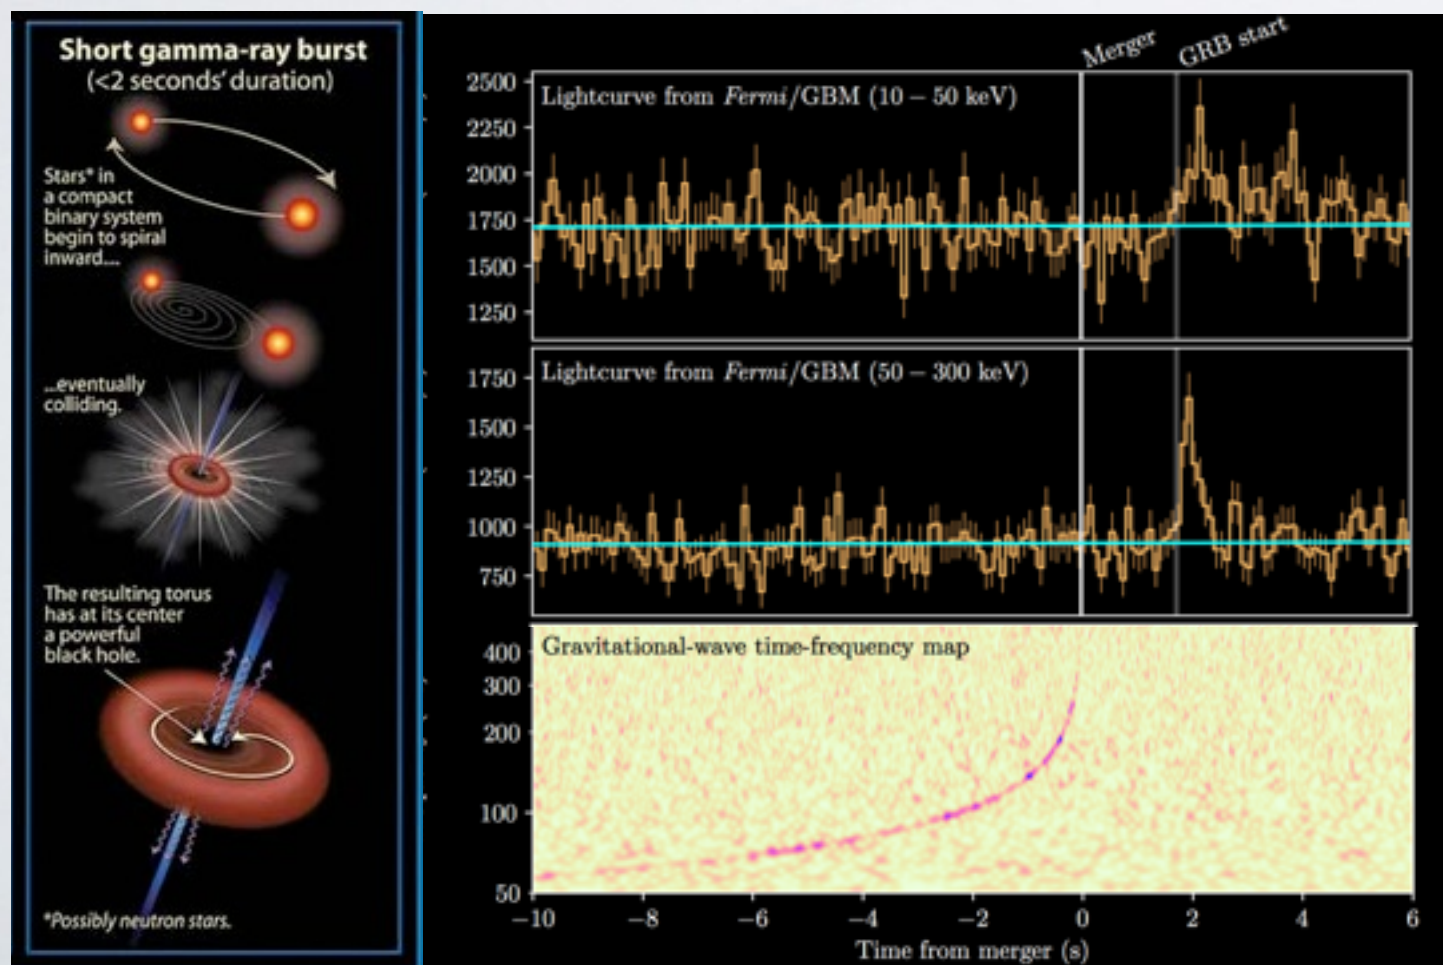 Short gamma-ray burst
(<2 seconds' duration)
Stars* in
a compact
binary system
begin to spiral
inward....
...eventually
colliding.
The resulting torus
has at its center
a powerful
black hole.
*Possibly neutron stars.
Merger
GRB start
Lightcurve from Fermi/GBM (10 − 50 keV)
2500
2250
2000
1750
1500
1250
Lightcurve from Fermi/GBM (50 − 300 keV)
1750
1500
1250
1000
750
Gravitational-wave time-frequency map
400
300
200
100
50
−10 −8 −6 −4 −2 0 2 4 6
Time from merger (s)